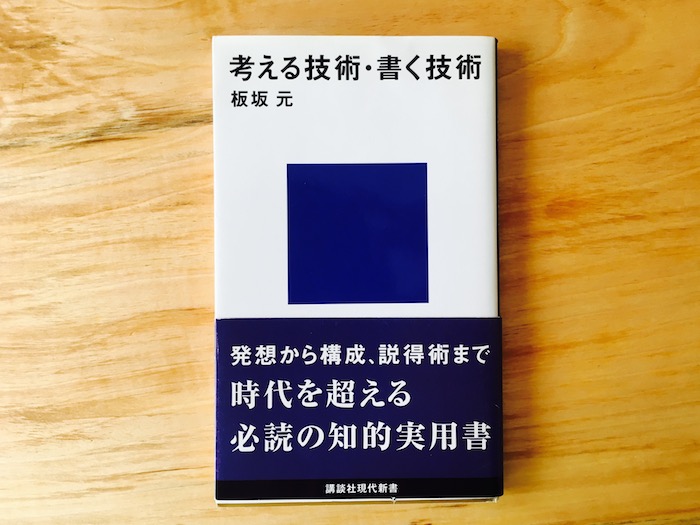 考える技術・書く技術
板坂 元
発想から構成、説得術まで
時代を超える
必読の知的実用書
講談社現代新書